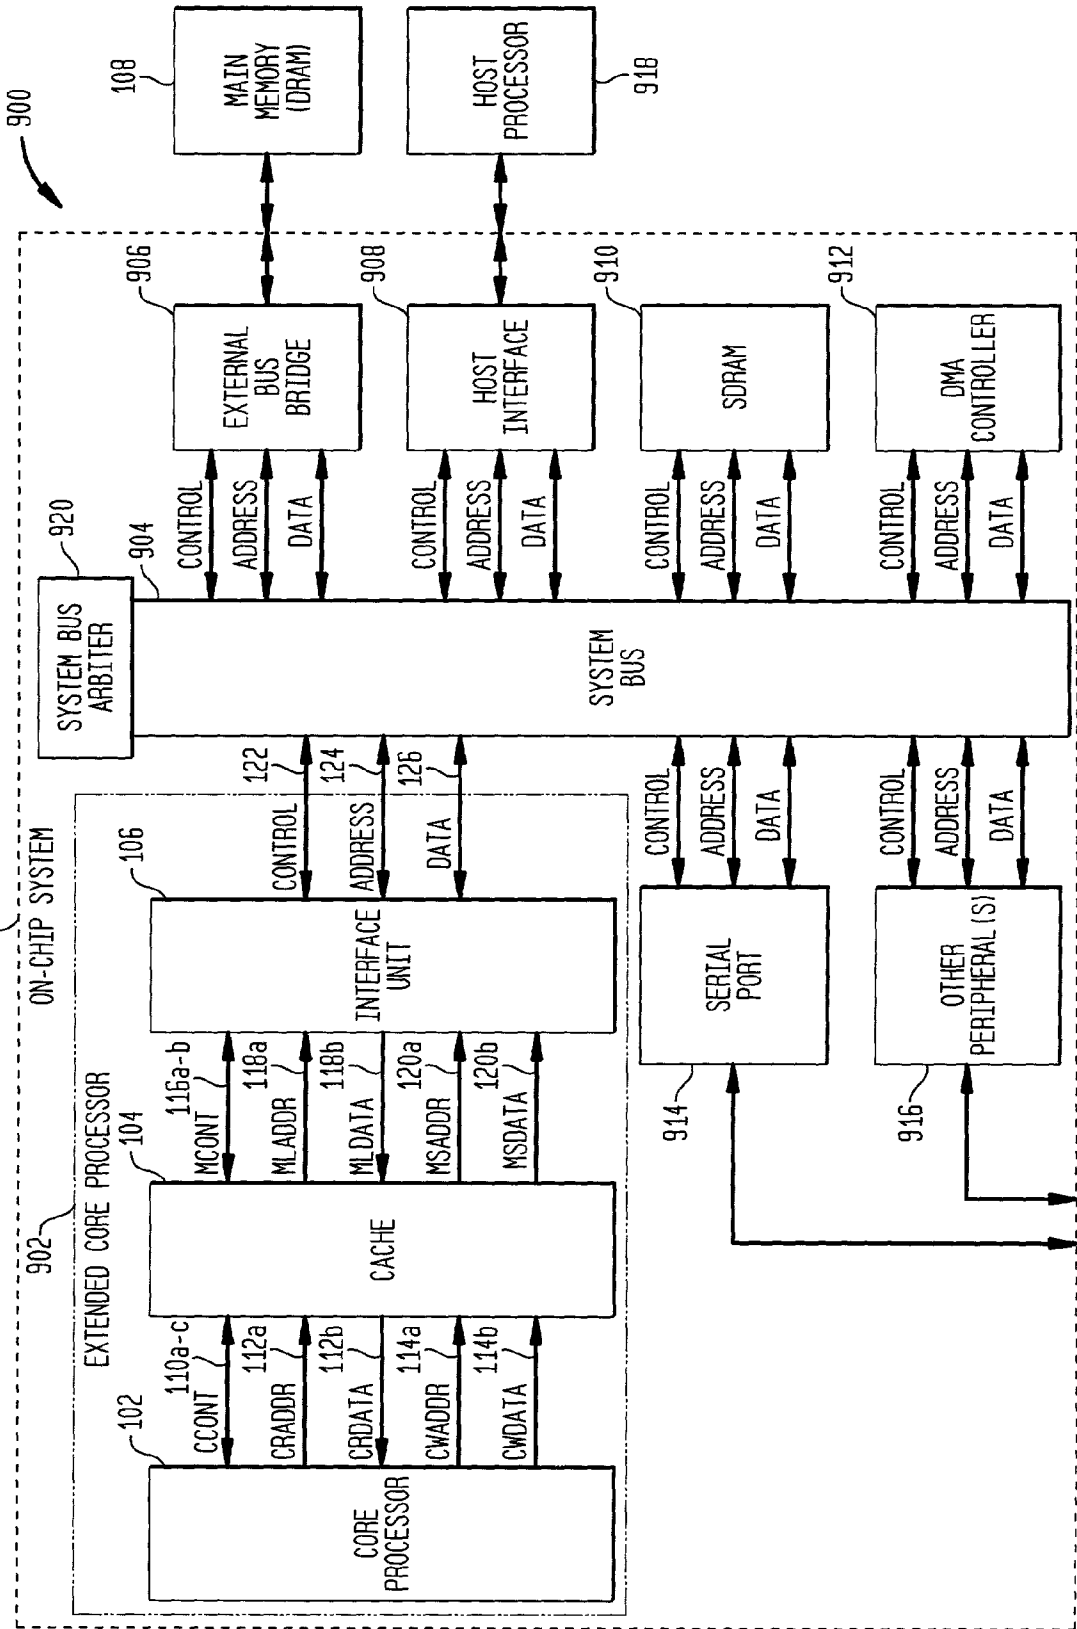 900
ON-CHIP SYSTEM
902
EXTENDED CORE PROCESSOR
102
CORE
PROCESSOR
CCONT
110a-c
CRADDR
112a
CRDATA
112b
CWADDR
114a
CWDATA
114b
104
CACHE
MCONT
116a-b
MLADDR
118a
MLDATA
118b
MSADDR
120a
MSDATA
120b
106
INTERFACE
UNIT
CONTROL
122
ADDRESS
124
DATA
126
SYSTEM BUS
ARBITER
920
904
SYSTEM
BUS
CONTROL
ADDRESS
DATA
906
EXTERNAL
BUS
BRIDGE
108
MAIN
MEMORY
(DRAM)
CONTROL
ADDRESS
DATA
908
HOST
INTERFACE
HOST
PROCESSOR
918
CONTROL
ADDRESS
DATA
910
SDRAM
CONTROL
ADDRESS
DATA
912
DMA
CONTROLLER
914
SERIAL
PORT
CONTROL
ADDRESS
DATA
916
OTHER
PERIPHERAL(S)
CONTROL
ADDRESS
DATA